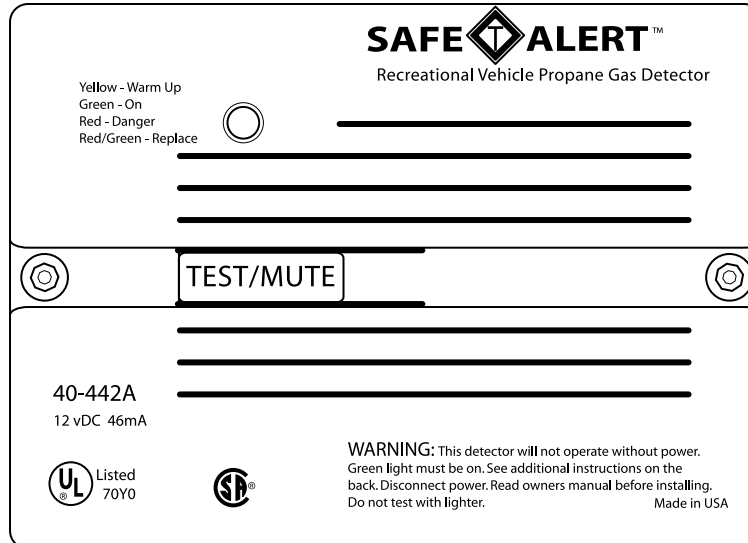 SAFE T ALERT™
Recreational Vehicle Propane Gas Detector
Yellow - Warm Up
Green - On
Red - Danger
Red/Green - Replace
TEST/MUTE
40-442A
12 vDC 46mA
UL® Listed
70Y0
SA®
WARNING: This detector will not operate without power.
Green light must be on. See additional instructions on the
back. Disconnect power. Read owners manual before installing.
Do not test with lighter.
Made in USA